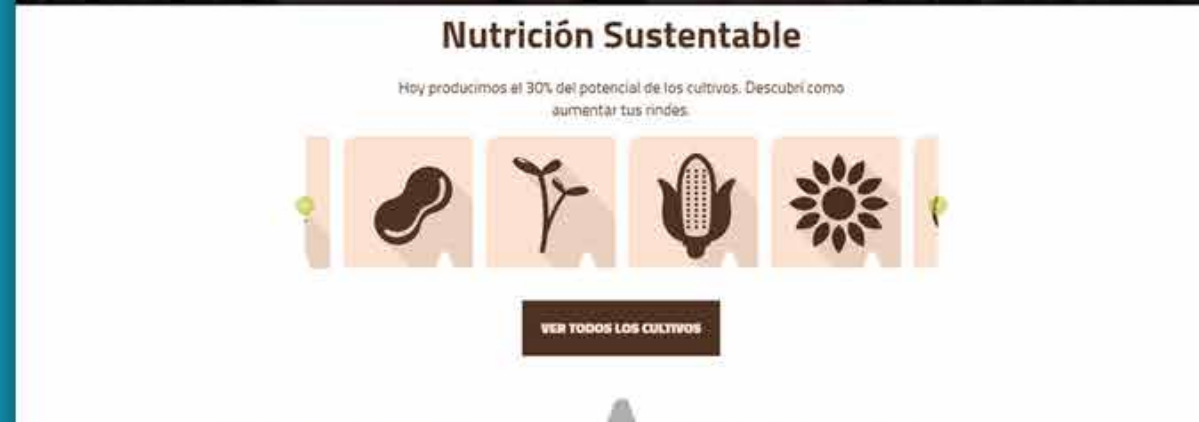 Nutrición Sustentable
Hoy producimos el 30% del potencial de los cultivos. Descubrí como
aumentar tus rindes.
VER TODOS LOS CULTIVOS